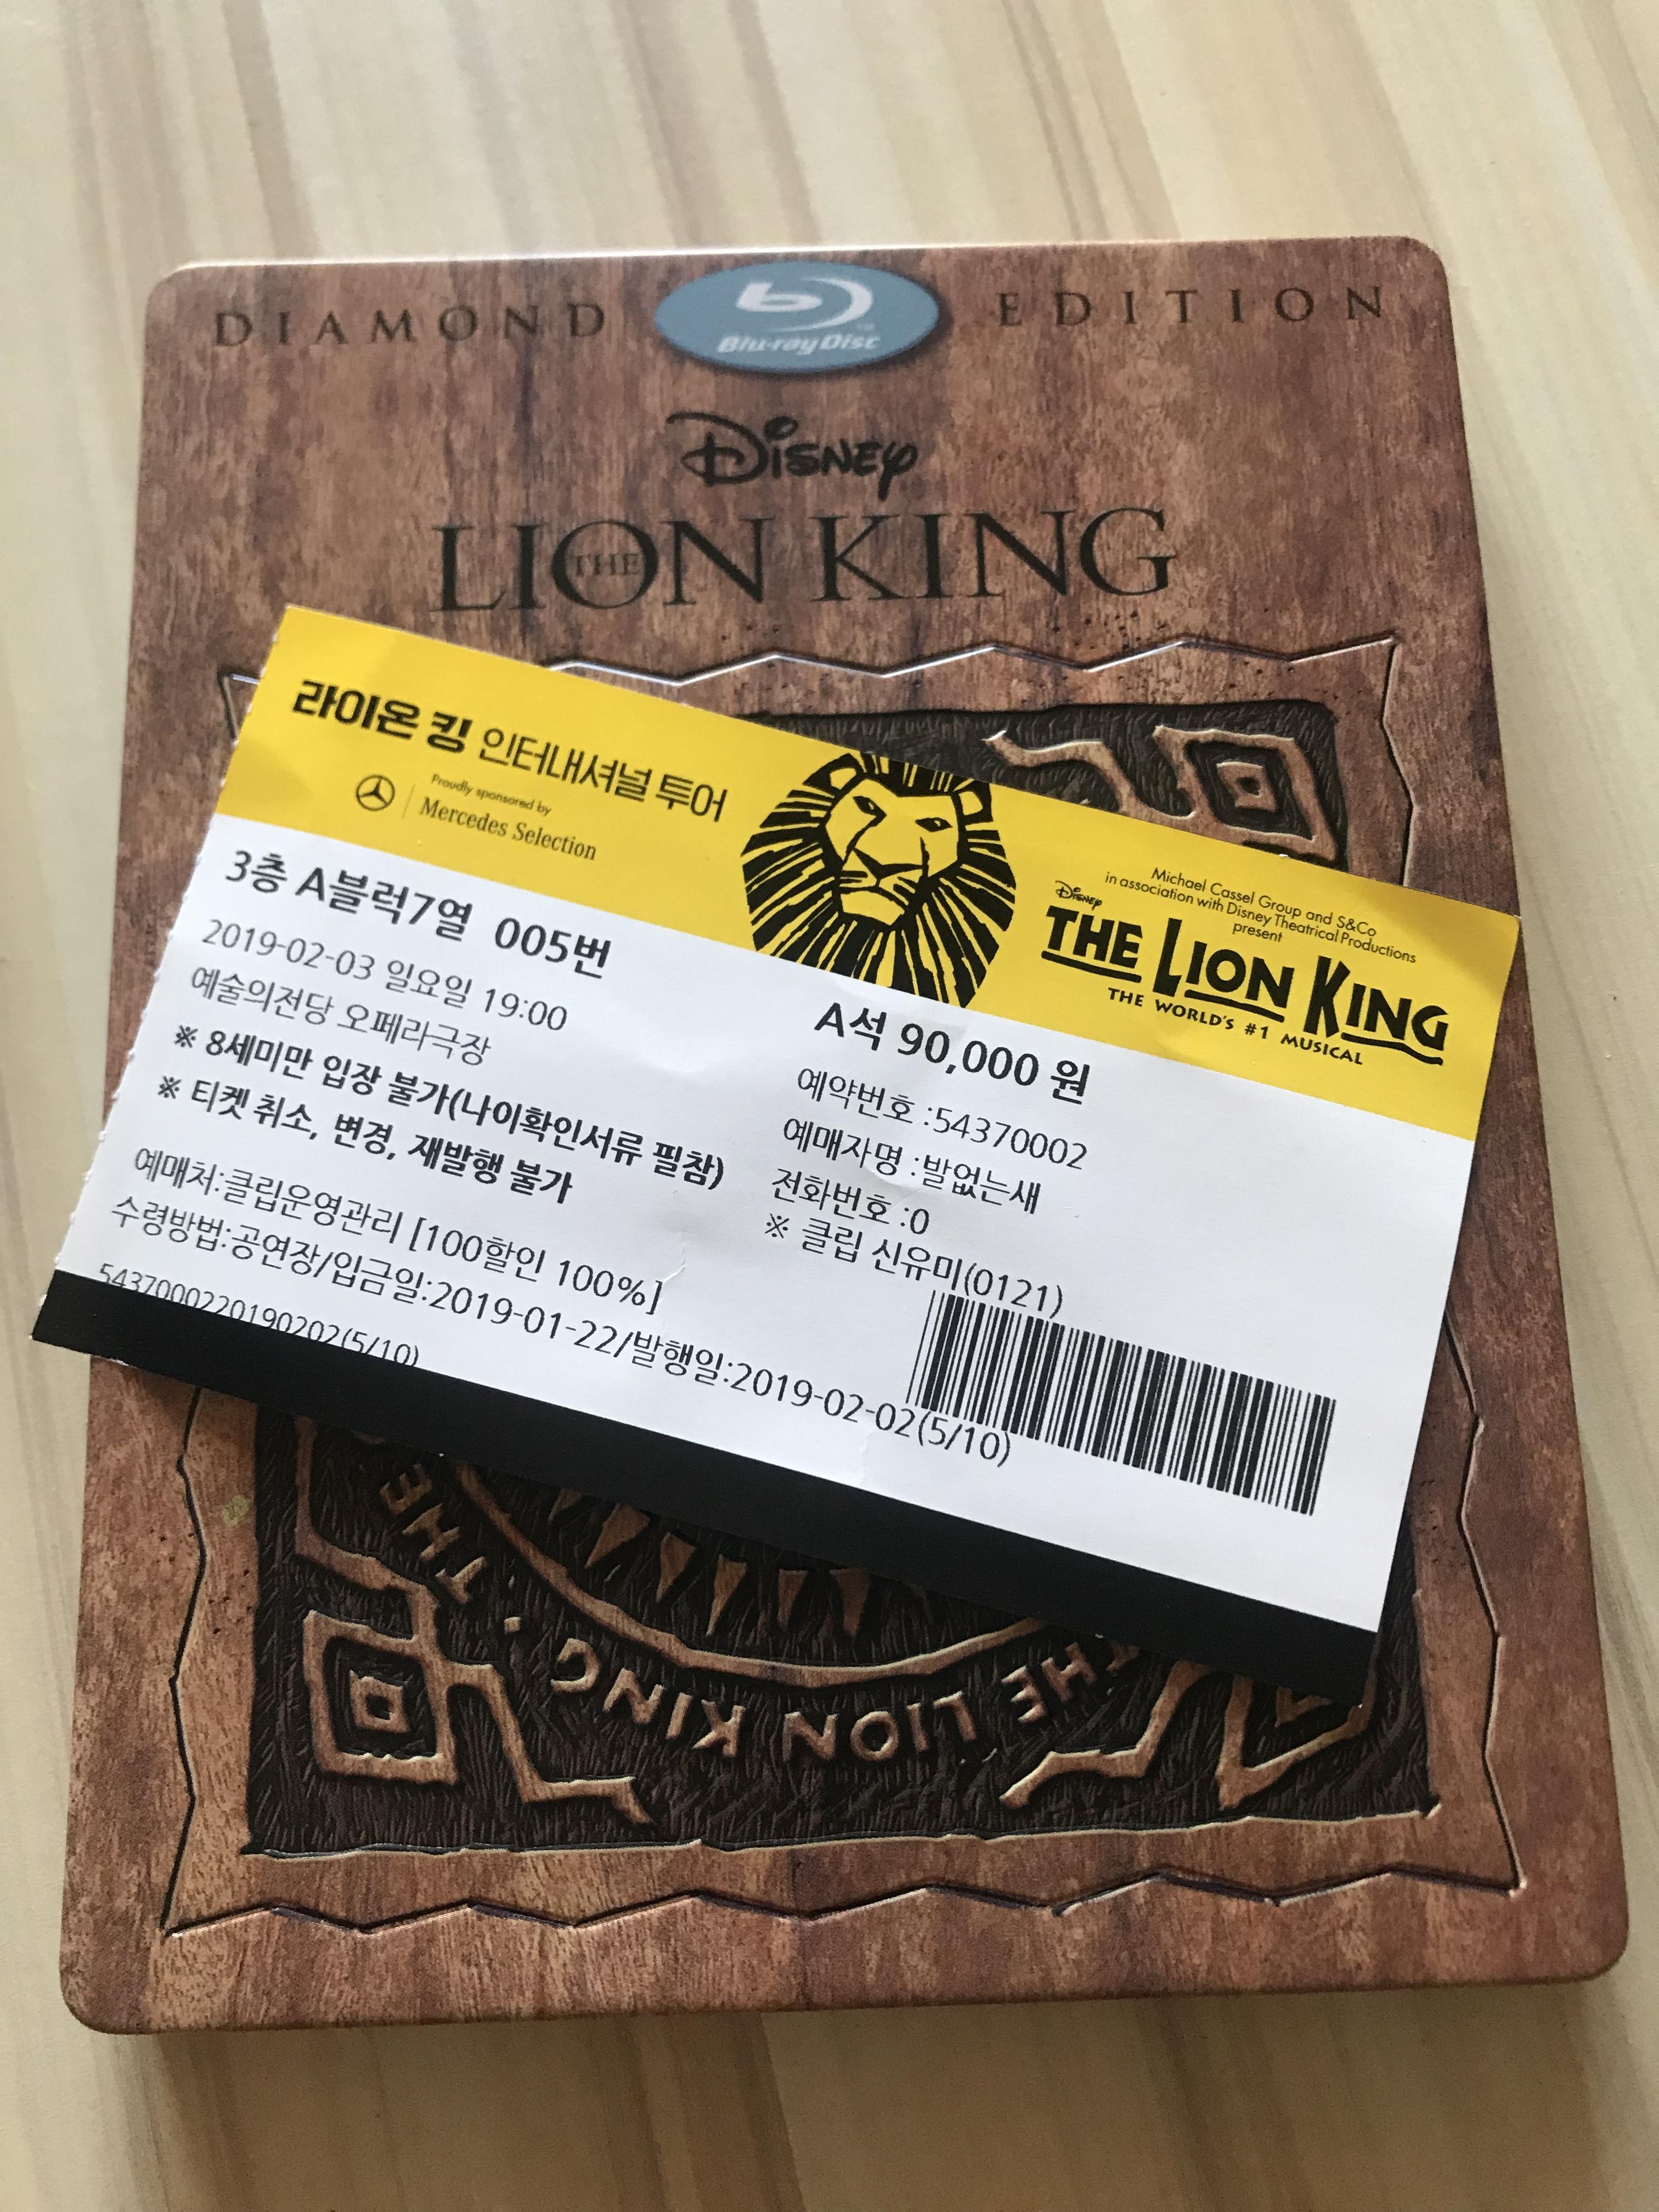 DIAMOND Blu-ray Disc EDITION
Disney
THE LION KING
라이온 킹 인터내셔널 투어
Proudly sponsored by
Mercedes Selection
Michael Cassel Group and S&Co
in association with Disney Theatrical Productions
present
Disney
THE LION KING
THE WORLD'S #1 MUSICAL
3층 A블럭7열 005번
2019-02-03 일요일 19:00
예술의전당 오페라극장
※ 8세미만 입장 불가(나이확인서류 필참)
※ 티켓 취소, 변경, 재발행 불가
예매처:클립운영관리 [100할인 100%]
수령방법:공연장/입금일:2019-01-22/발행일:2019-02-02(5/10)
5437000220190202(5/10)
A석 90,000 원
예약번호 :54370002
예매자명 :발없는새
전화번호 :0
※ 클립 신유미(0121)
THE LION KING · THE